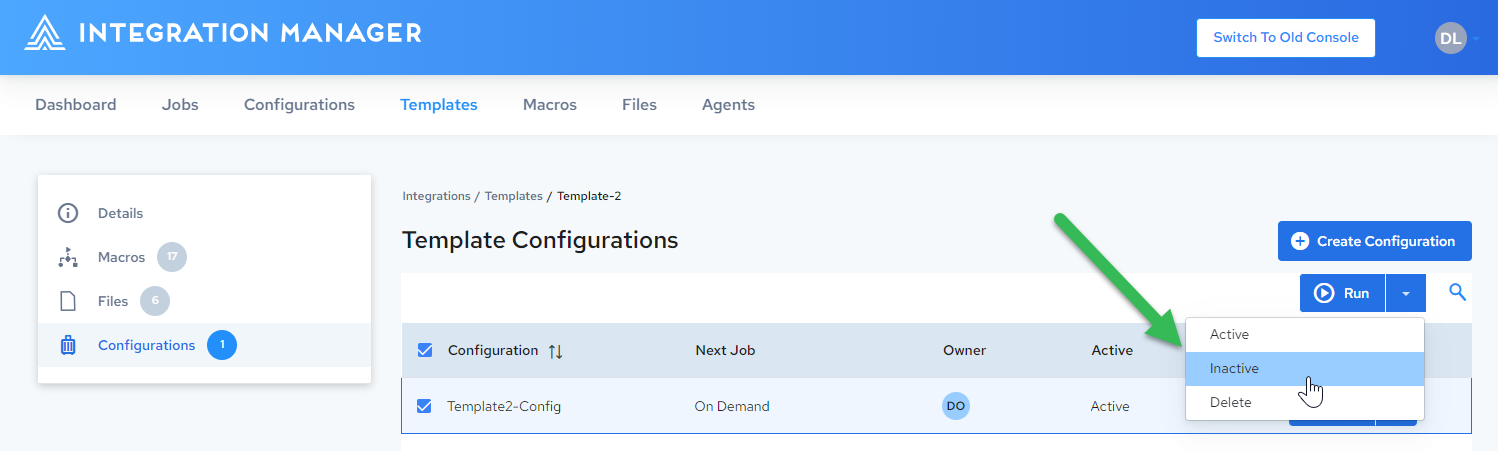 INTEGRATION MANAGER
Switch To Old Console
DL
Dashboard Jobs Configurations Templates Macros Files Agents
Details
Macros 17
Files 6
Configurations 1
Integrations / Templates / Template-2
Template Configurations
Create Configuration
Run
Configuration Next Job Owner Active
Template2-Config On Demand DO Active
Active
Inactive
Delete